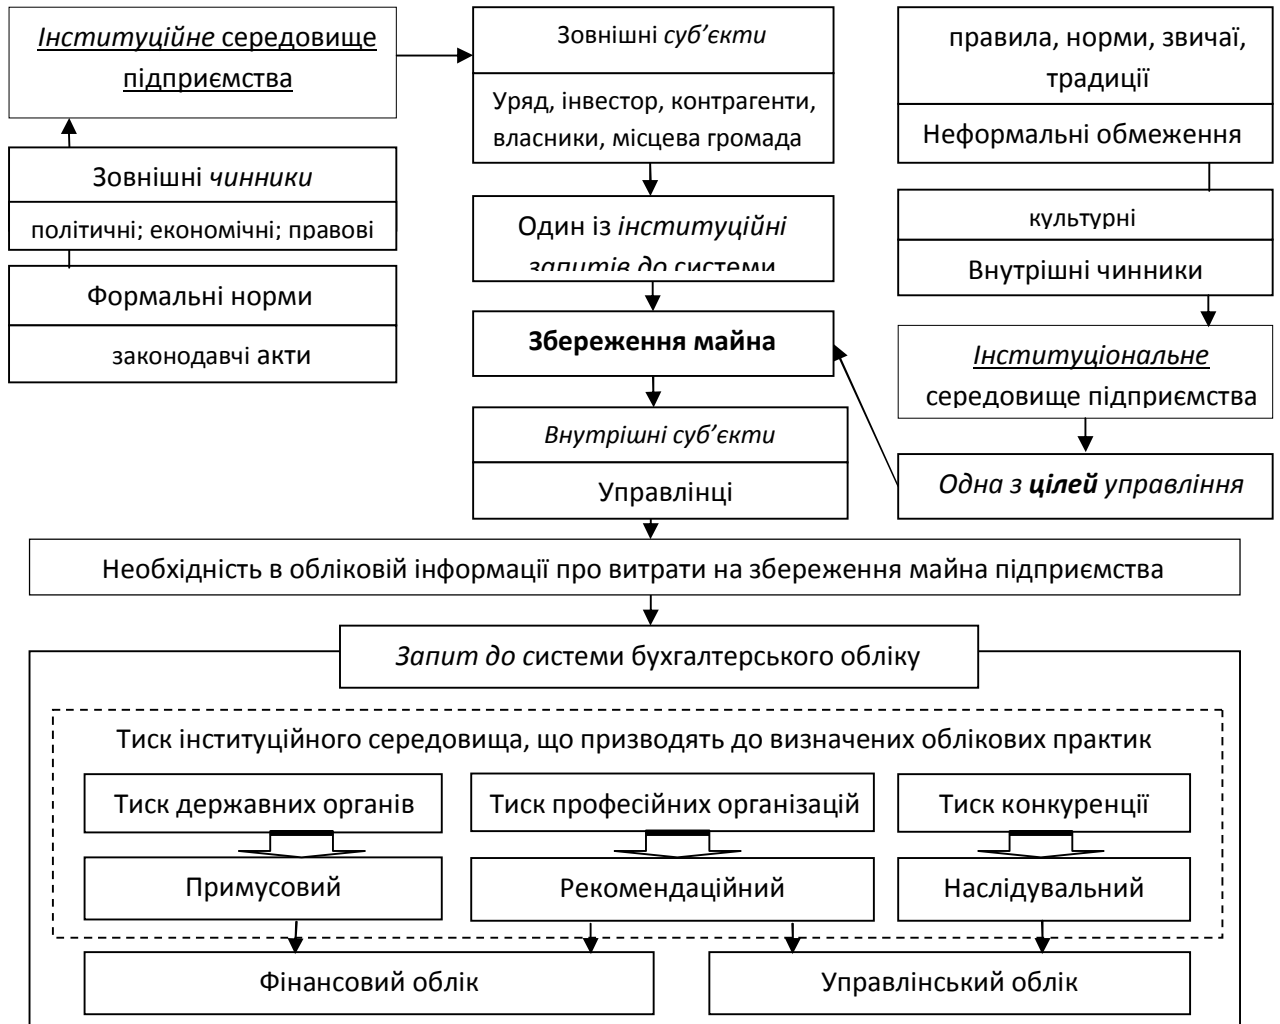 Інституційне середовище
підприємства
Зовнішні чинники
політичні; економічні; правові
Формальні норми
законодавчі акти
Зовнішні суб’єкти
Уряд, інвестор, контрагенти,
власники, місцева громада
Один із інституційні
запитів до системи
Збереження майна
Внутрішні суб’єкти
Управлінці
правила, норми, звичаї,
традиції
Неформальні обмеження
культурні
Внутрішні чинники
Інституціональне
середовище підприємства
Одна з цілей управління
Необхідність в обліковій інформації про витрати на збереження майна підприємства
Запит до системи бухгалтерського обліку
Тиск інституційного середовища, що призводять до визначених облікових практик
Тиск державних органів
Тиск професійних організацій
Тиск конкуренції
Примусовий
Рекомендаційний
Наслідувальний
Фінансовий облік
Управлінський облік